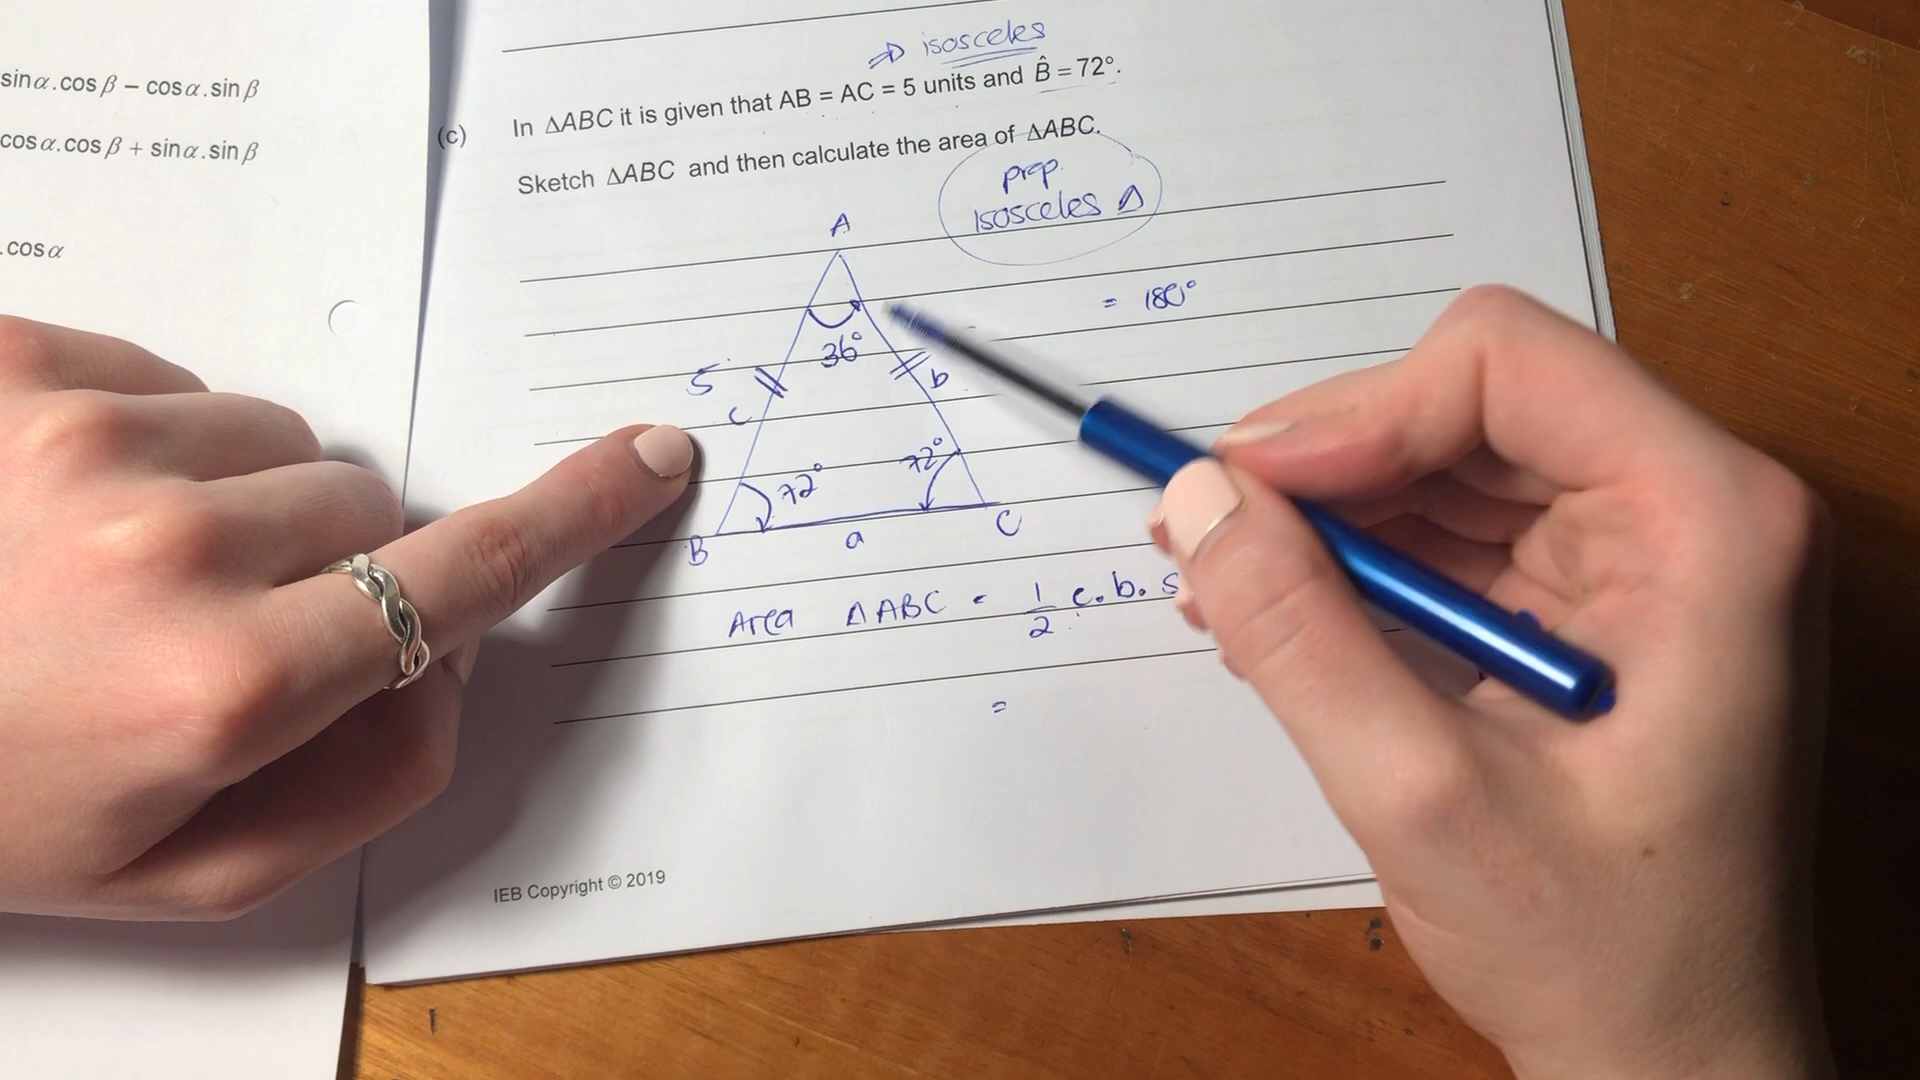 sinα.cosβ – cosα.sinβ
cosα.cosβ + sinα.sinβ
.cosα
⇒ isosceles
(c) In ΔABC it is given that AB = AC = 5 units and B̂ = 72°.
Sketch ΔABC and then calculate the area of ΔABC.
prop.
isosceles Δ
A
= 180°
36°
5
b
c
72°
72°
B
a
C
Area ΔABC = 1/2 c.b.s
=
IEB Copyright © 2019